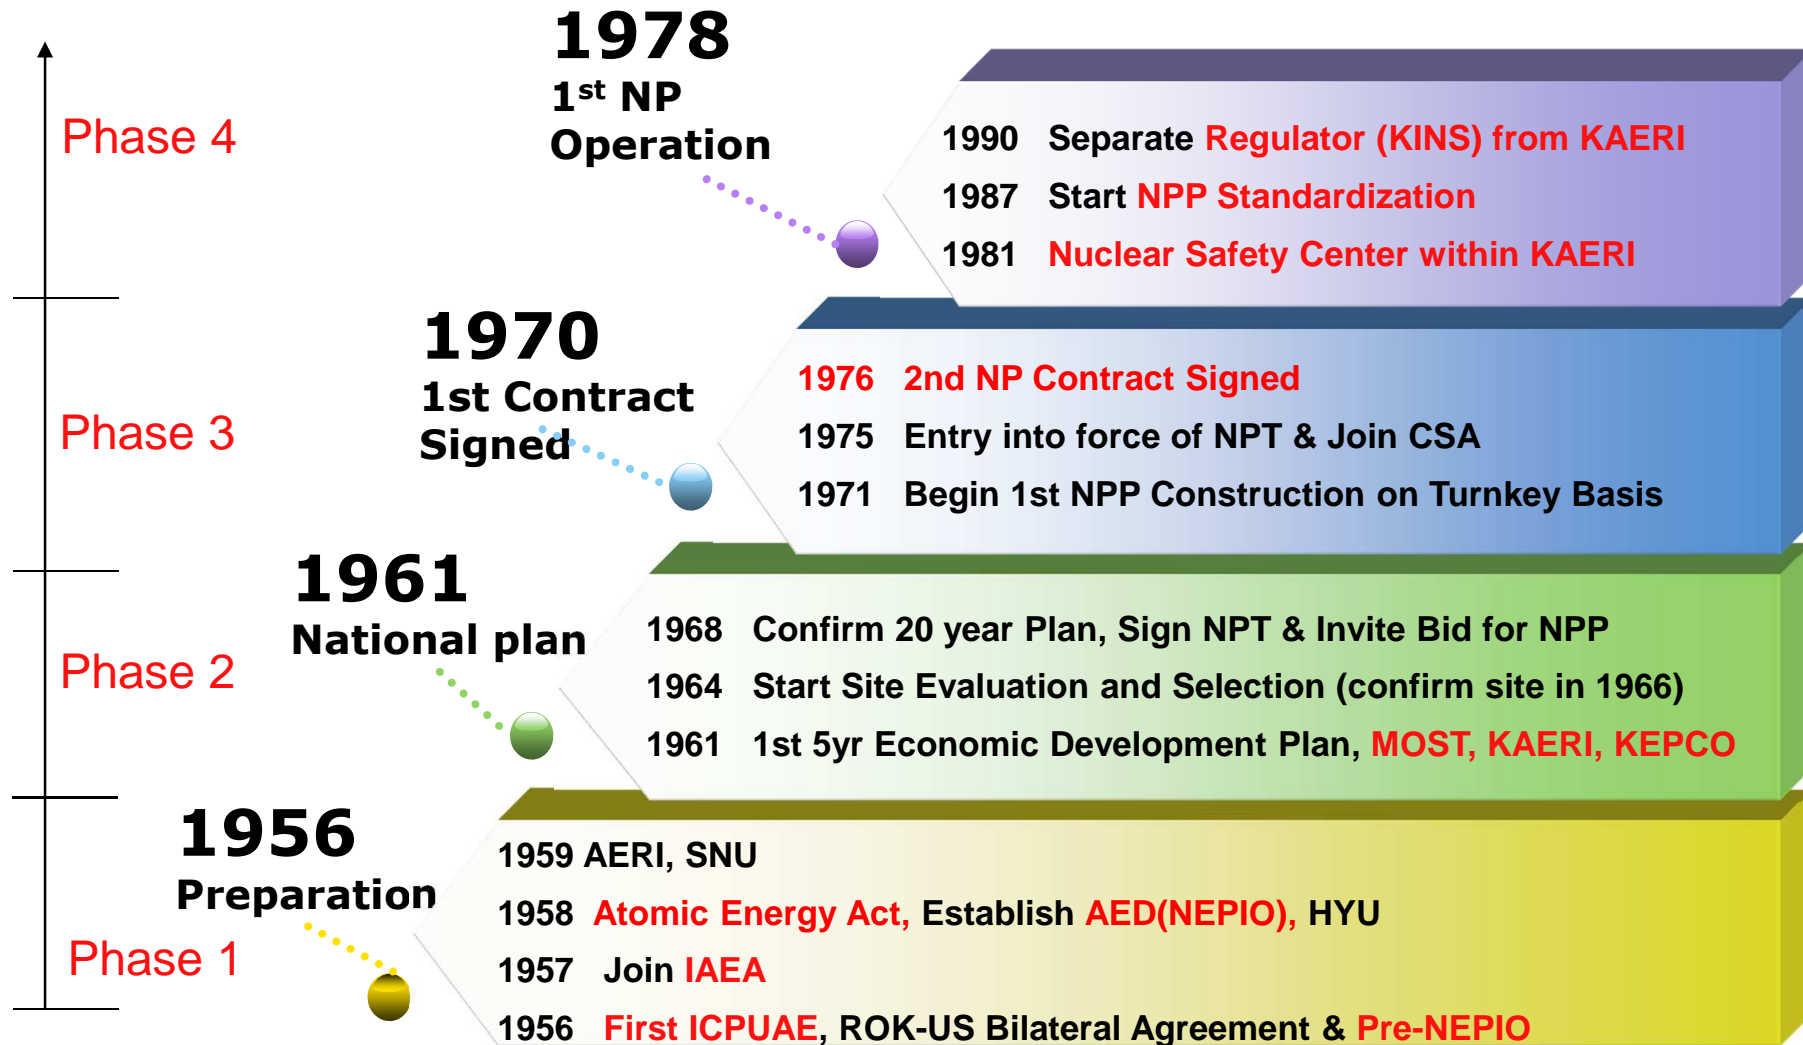 1978
1st NP
Operation
Phase 4
1990 Separate Regulator (KINS) from KAERI
1987 Start NPP Standardization
1981 Nuclear Safety Center within KAERI
1970
1st Contract
Signed
Phase 3
1976 2nd NP Contract Signed
1975 Entry into force of NPT & Join CSA
1971 Begin 1st NPP Construction on Turnkey Basis
1961
National plan
Phase 2
1968 Confirm 20 year Plan, Sign NPT & Invite Bid for NPP
1964 Start Site Evaluation and Selection (confirm site in 1966)
1961 1st 5yr Economic Development Plan, MOST, KAERI, KEPCO
1956
Preparation
Phase 1
1959 AERI, SNU
1958 Atomic Energy Act, Establish AED(NEPIO), HYU
1957 Join IAEA
1956 First ICPUAE, ROK-US Bilateral Agreement & Pre-NEPIO